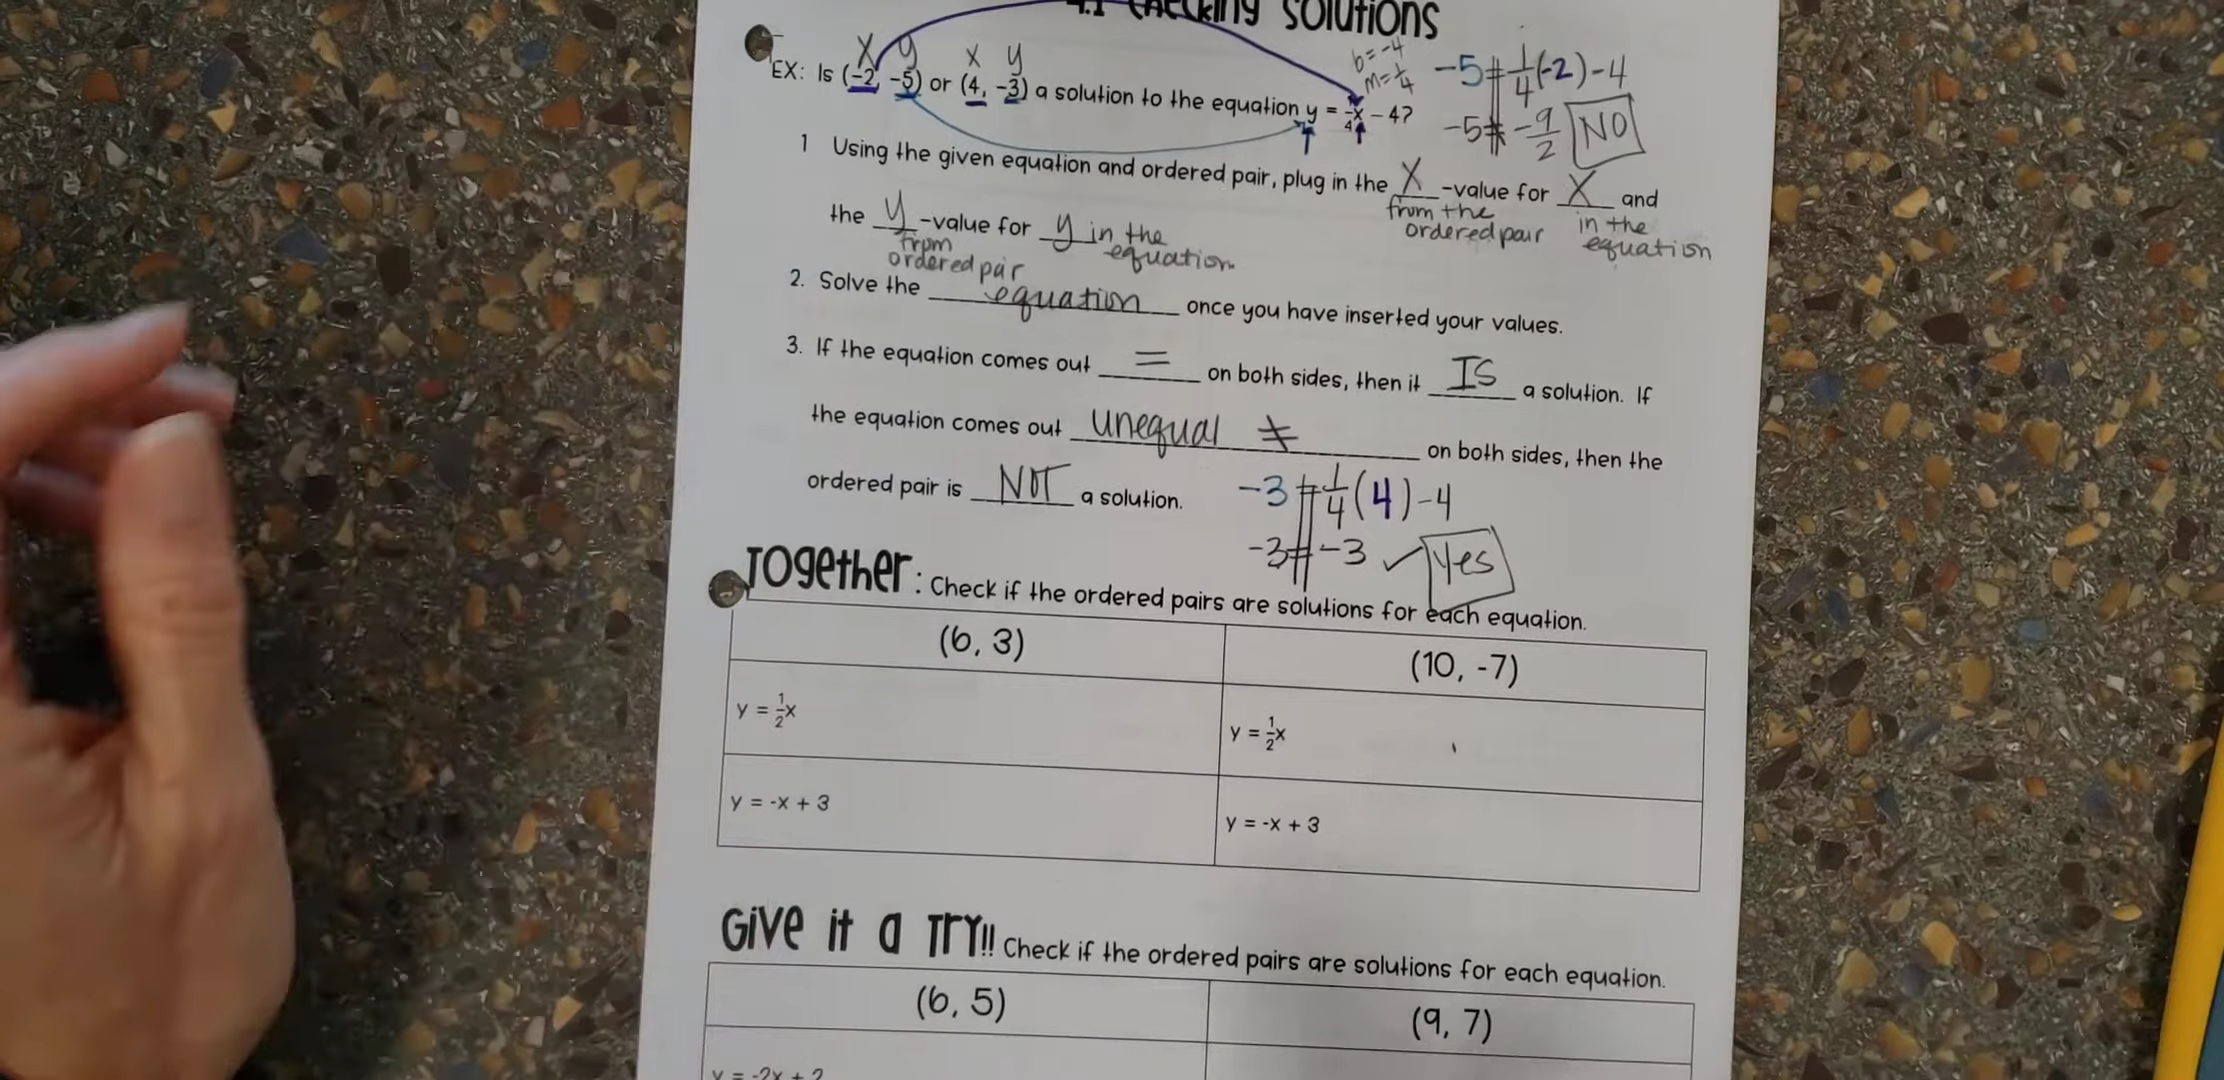 4.1 Checking Solutions
X y x y
EX: Is (-2, -5) or (4, -3) a solution to the equation y = ¼x - 4?
b = -4
m = ¼
-5 = ¼(-2) - 4
-5 ≠ -9/2 NO
1 Using the given equation and ordered pair, plug in the X -value for X and
from the ordered pair
in the equation
the y -value for y in the equation
from ordered pair
2. Solve the equation once you have inserted your values.
3. If the equation comes out = on both sides, then it IS a solution. If
the equation comes out unequal ≠ on both sides, then the
ordered pair is NOT a solution.
-3 = ¼(4) - 4
-3 = -3 ✓ Yes
Together: Check if the ordered pairs are solutions for each equation.
(6, 3) (10, -7)
y = ½x y = ½x
y = -x + 3 y = -x + 3
Give it a Try!! Check if the ordered pairs are solutions for each equation.
(6, 5) (9, 7)
y = -2x + 2